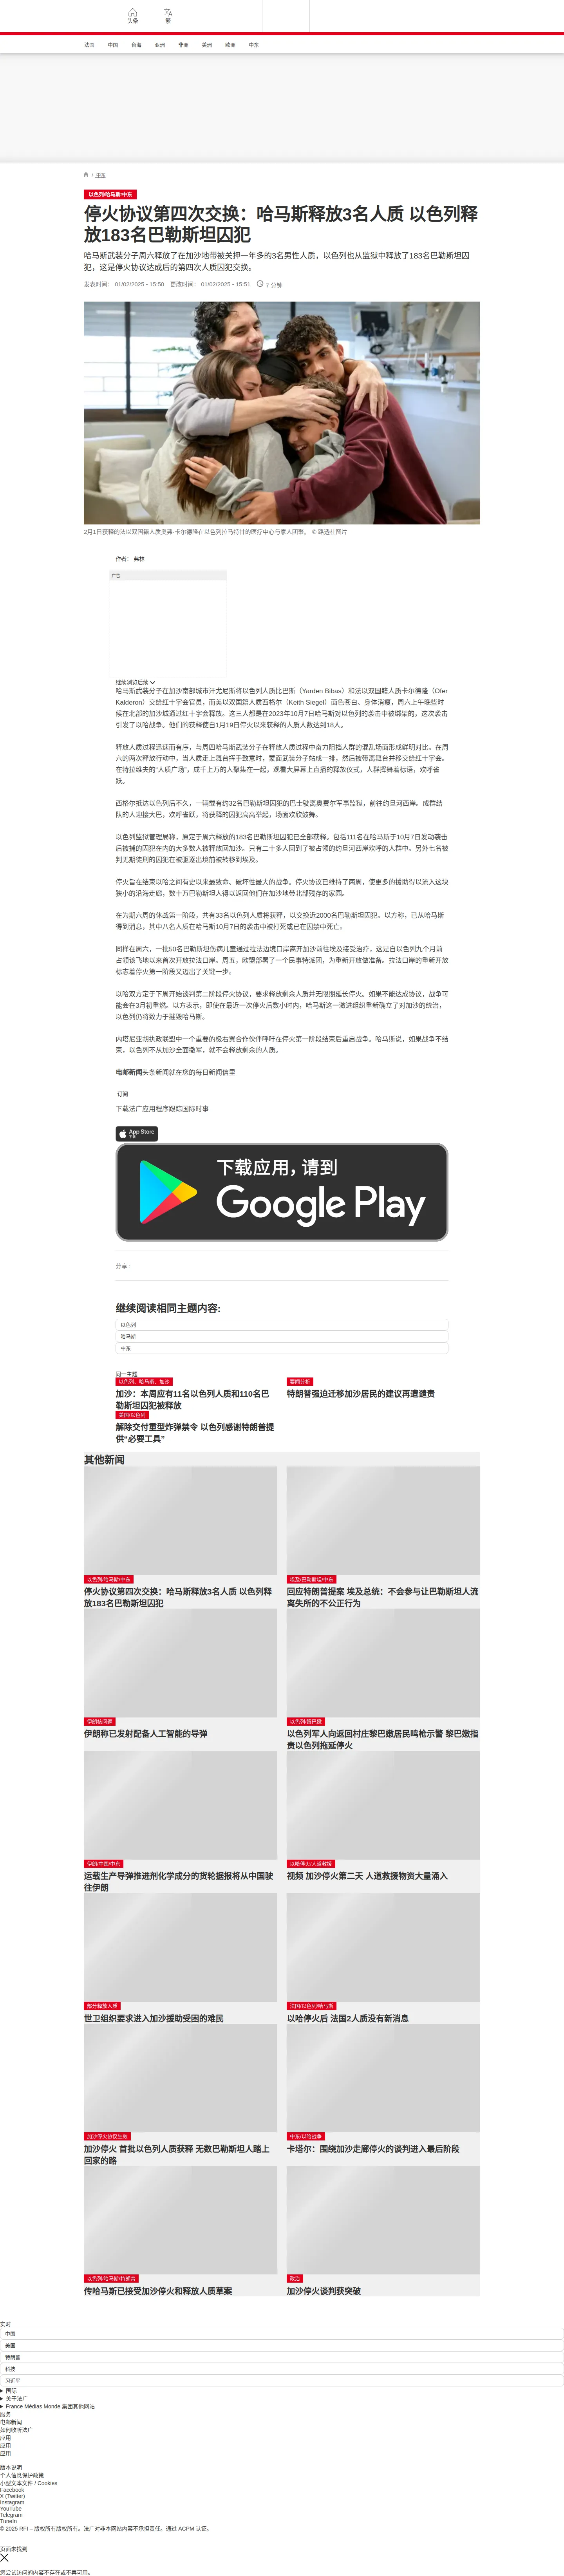 头条
繁
法国 中国 台海 亚洲 非洲 美洲 欧洲 中东
/ 中东
以色列/哈马斯/中东
停火协议第四次交换：哈马斯释放3名人质 以色列释
放183名巴勒斯坦囚犯
哈马斯武装分子周六释放了在加沙地带被关押一年多的3名男性人质，以色列也从监狱中释放了183名巴勒斯坦囚
犯，这是停火协议达成后的第四次人质囚犯交换。
发表时间： 01/02/2025 - 15:50 更改时间： 01/02/2025 - 15:51 7 分钟
2月1日获释的法以双国籍人质奥弗·卡尔德隆在以色列拉马特甘的医疗中心与家人团聚。 © 路透社图片
作者： 弗林
广告
继续浏览后续
哈马斯武装分子在加沙南部城市汗尤尼斯将以色列人质比巴斯（Yarden Bibas）和法以双国籍人质卡尔德隆（Ofer
Kalderon）交给红十字会官员，而美以双国籍人质西格尔（Keith Siegel）面色苍白、身体消瘦，周六上午晚些时
候在北部的加沙城通过红十字会释放。这三人都是在2023年10月7日哈马斯对以色列的袭击中被绑架的，这次袭击
引发了以哈战争。他们的获释使自1月19日停火以来获释的人质人数达到18人。
释放人质过程迅速而有序，与周四哈马斯武装分子在释放人质过程中奋力阻挡人群的混乱场面形成鲜明对比。在周
六的两次释放行动中，当人质走上舞台挥手致意时，蒙面武装分子站成一排，然后被带离舞台并移交给红十字会。
在特拉维夫的“人质广场”，成千上万的人聚集在一起，观看大屏幕上直播的释放仪式，人群挥舞着标语，欢呼雀
跃。
西格尔抵达以色列后不久，一辆载有约32名巴勒斯坦囚犯的巴士驶离奥费尔军事监狱，前往约旦河西岸。成群结
队的人迎接大巴，欢呼雀跃，将获释的囚犯高高举起，场面欢欣鼓舞。
以色列监狱管理局称，原定于周六释放的183名巴勒斯坦囚犯已全部获释。包括111名在哈马斯于10月7日发动袭击
后被捕的囚犯在内的大多数人被释放回加沙。只有二十多人回到了被占领的约旦河西岸欢呼的人群中。另外七名被
判无期徒刑的囚犯在被驱逐出境前被转移到埃及。
停火旨在结束以哈之间有史以来最致命、破坏性最大的战争。停火协议已维持了两周，使更多的援助得以流入这块
狭小的沿海走廊，数十万巴勒斯坦人得以返回他们在加沙地带北部残存的家园。
在为期六周的休战第一阶段，共有33名以色列人质将获释，以交换近2000名巴勒斯坦囚犯。以方称，已从哈马斯
得到消息，其中八名人质在哈马斯10月7日的袭击中被打死或已在囚禁中死亡。
同样在周六，一批50名巴勒斯坦伤病儿童通过拉法边境口岸离开加沙前往埃及接受治疗，这是自以色列九个月前
占领该飞地以来首次开放拉法口岸。周五，欧盟部署了一个民事特派团，为重新开放做准备。拉法口岸的重新开放
标志着停火第一阶段又迈出了关键一步。
以哈双方定于下周开始谈判第二阶段停火协议，要求释放剩余人质并无限期延长停火。如果不能达成协议，战争可
能会在3月初重燃。以方表示，即使在最近一次停火后数小时内，哈马斯这一激进组织重新确立了对加沙的统治，
以色列仍将致力于摧毁哈马斯。
内塔尼亚胡执政联盟中一个重要的极右翼合作伙伴呼吁在停火第一阶段结束后重启战争。哈马斯说，如果战争不结
束，以色列不从加沙全面撤军，就不会释放剩余的人质。
电邮新闻头条新闻就在您的每日新闻信里
订阅
下载法广应用程序跟踪国际时事
App Store
下载
下载应用，请到
Google Play
分享 :
继续阅读相同主题内容:
以色列
哈马斯
中东
同一主题
以色列、哈马斯、加沙
加沙：本周应有11名以色列人质和110名巴
勒斯坦囚犯被释放
要闻分析
特朗普强迫迁移加沙居民的建议再遭谴责
美国/以色列
解除交付重型炸弹禁令 以色列感谢特朗普提
供“必要工具”
其他新闻
以色列/哈马斯/中东
停火协议第四次交换：哈马斯释放3名人质 以色列释
放183名巴勒斯坦囚犯
埃及/巴勒斯坦/中东
回应特朗普提案 埃及总统：不会参与让巴勒斯坦人流
离失所的不公正行为
伊朗核问题
伊朗称已发射配备人工智能的导弹
以色列/黎巴嫩
以色列军人向返回村庄黎巴嫩居民鸣枪示警 黎巴嫩指
责以色列拖延停火
伊朗/中国/中东
运载生产导弹推进剂化学成分的货轮据报将从中国驶
往伊朗
以哈停火/人道救援
视频 加沙停火第二天 人道救援物资大量涌入
部分释放人质
世卫组织要求进入加沙援助受困的难民
法国/以色列/哈马斯
以哈停火后 法国2人质没有新消息
加沙停火协议生效
加沙停火 首批以色列人质获释 无数巴勒斯坦人踏上
回家的路
中东/以哈战争
卡塔尔：围绕加沙走廊停火的谈判进入最后阶段
以色列/哈马斯/特朗普
传哈马斯已接受加沙停火和释放人质草案
政治
加沙停火谈判获突破
实时
中国
美国
特朗普
科技
习近平
国际
关于法广
France Médias Monde 集团其他网站
服务
电邮新闻
如何收听法广
应用
应用
应用
版本说明
个人信息保护政策
小型文本文件 / Cookies
Facebook
X (Twitter)
Instagram
YouTube
Telegram
TuneIn
© 2025 RFI – 版权所有版权所有。法广对非本网站内容不承担责任。通过 ACPM 认证。
页面未找到
您尝试访问的内容不存在或不再可用。